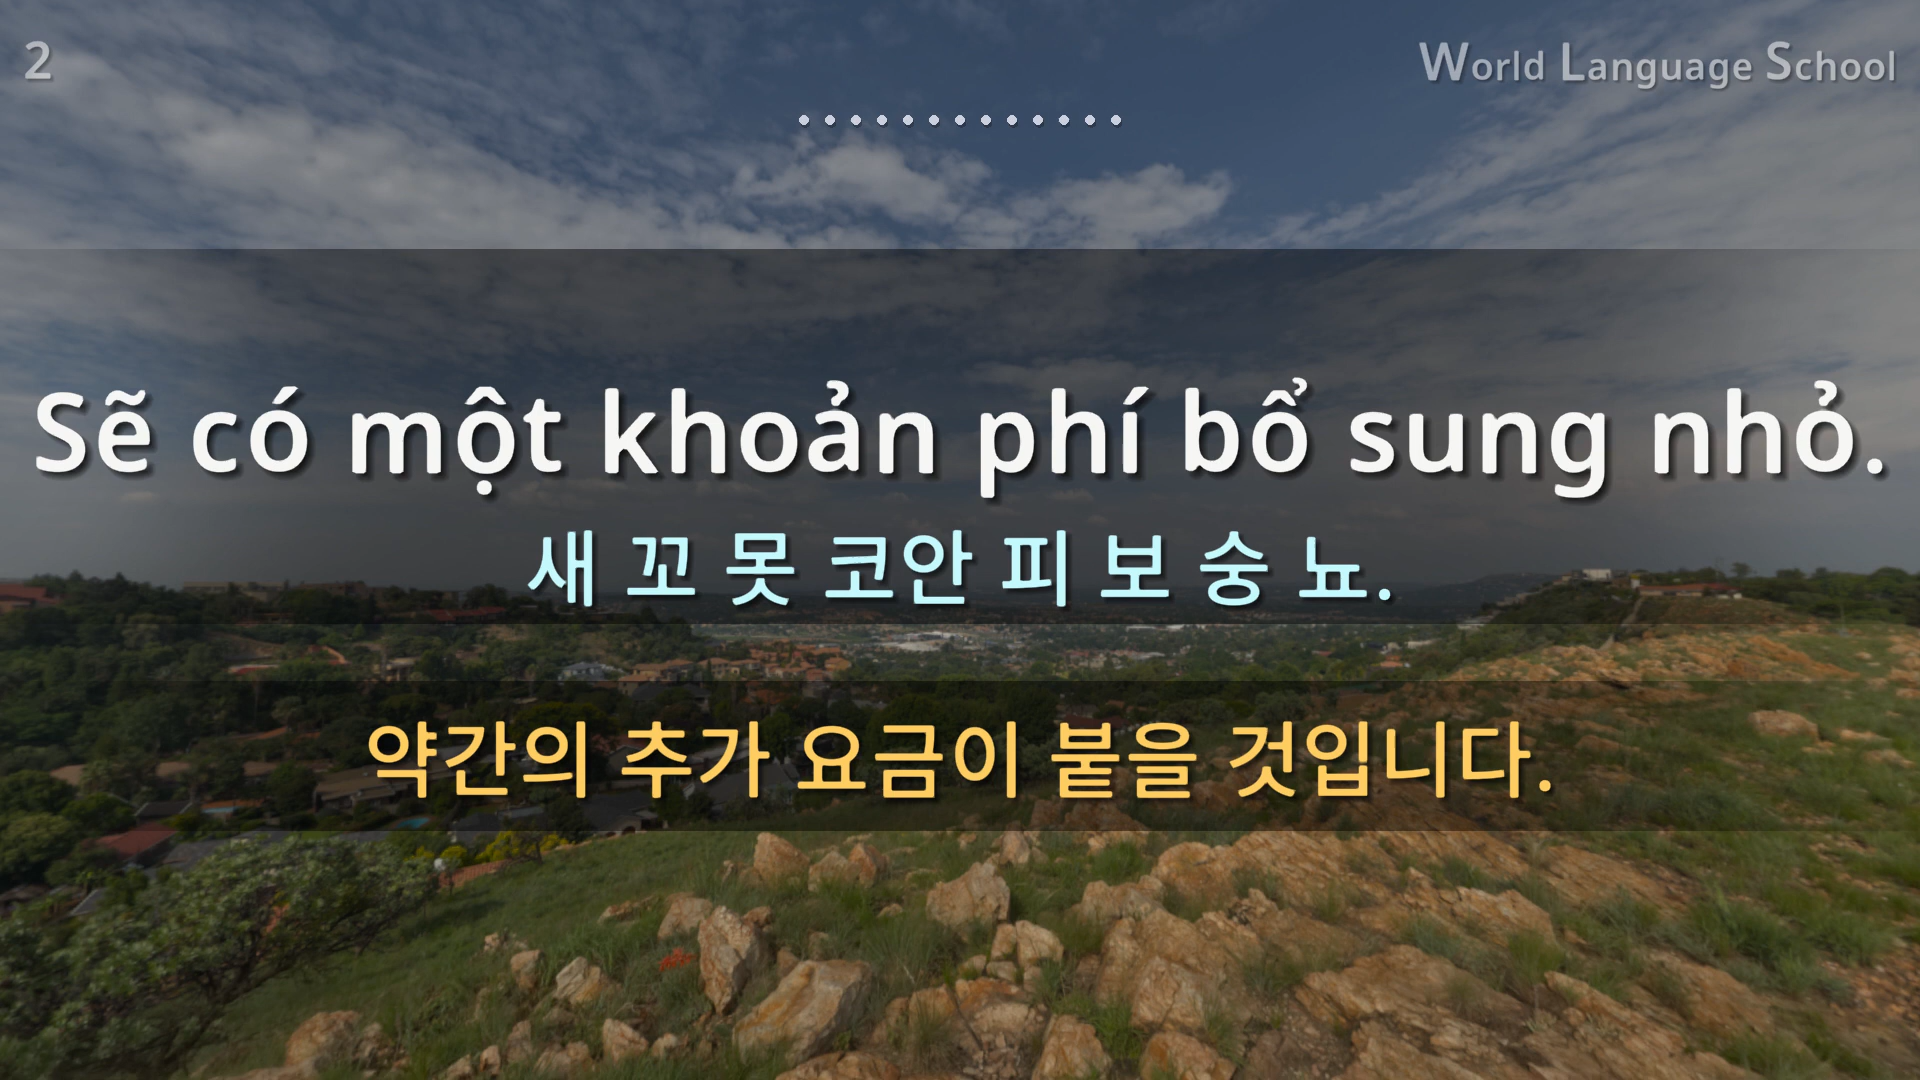 2
World Language School
Sẽ có một khoản phí bổ sung nhỏ.
새 꼬 못 코안 피 보 숭 뇨.
약간의 추가 요금이 붙을 것입니다.